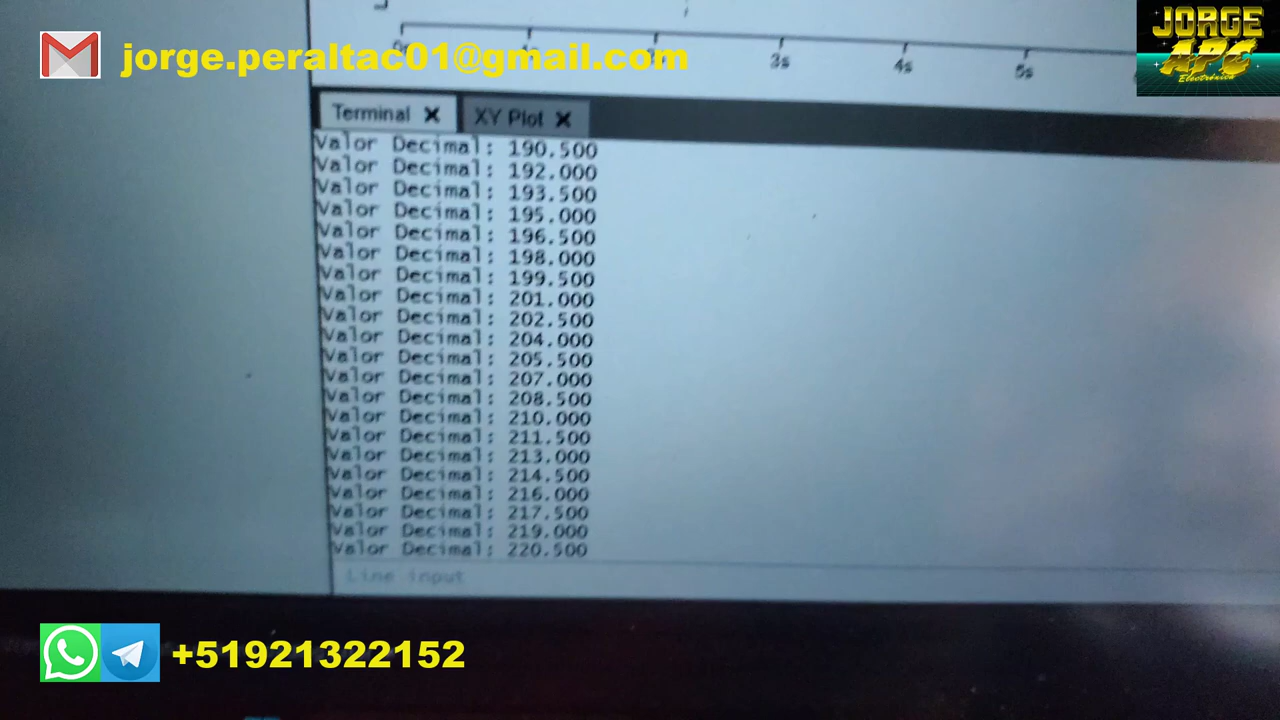 jorge.peraltac01@gmail.com
JORGE
APC
Electrónica
3s
4s
5s
Terminal X XY Plot X
Valor Decimal: 190.500
Valor Decimal: 192.000
Valor Decimal: 193.500
Valor Decimal: 195.000
Valor Decimal: 196.500
Valor Decimal: 198.000
Valor Decimal: 199.500
Valor Decimal: 201.000
Valor Decimal: 202.500
Valor Decimal: 204.000
Valor Decimal: 205.500
Valor Decimal: 207.000
Valor Decimal: 208.500
Valor Decimal: 210.000
Valor Decimal: 211.500
Valor Decimal: 213.000
Valor Decimal: 214.500
Valor Decimal: 216.000
Valor Decimal: 217.500
Valor Decimal: 219.000
Valor Decimal: 220.500
Line input
+51921322152